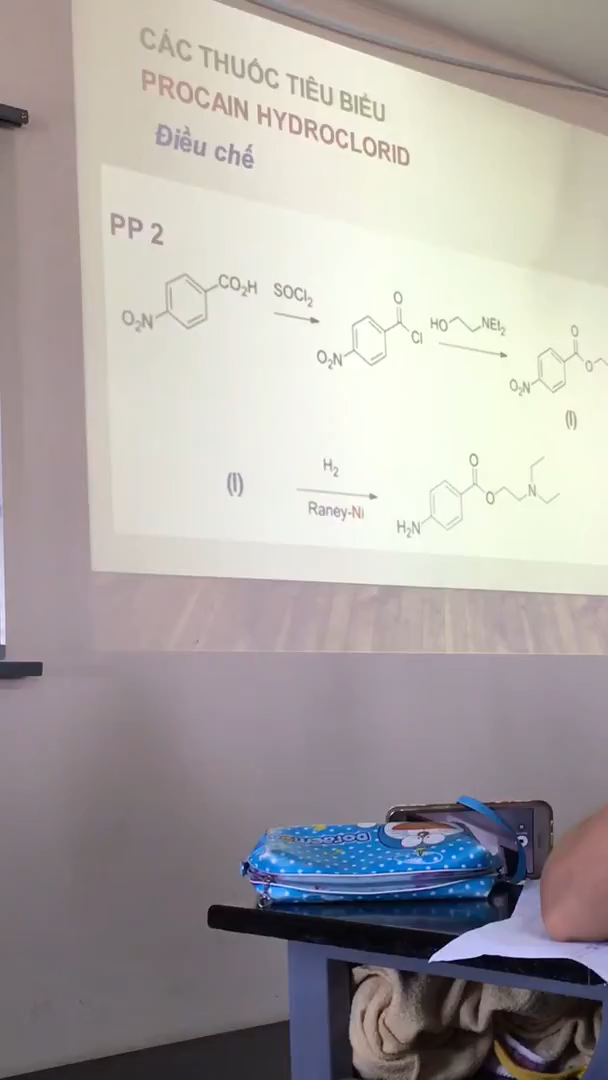 CÁC THUỐC TIÊU BIỂU
PROCAIN HYDROCLORID
Điều chế
PP 2
CO₂H SOCl₂ O HO NEt₂ O
O₂N Cl O
O₂N O₂N
(I)
(I) H₂ O
Raney-Ni O N
H₂N